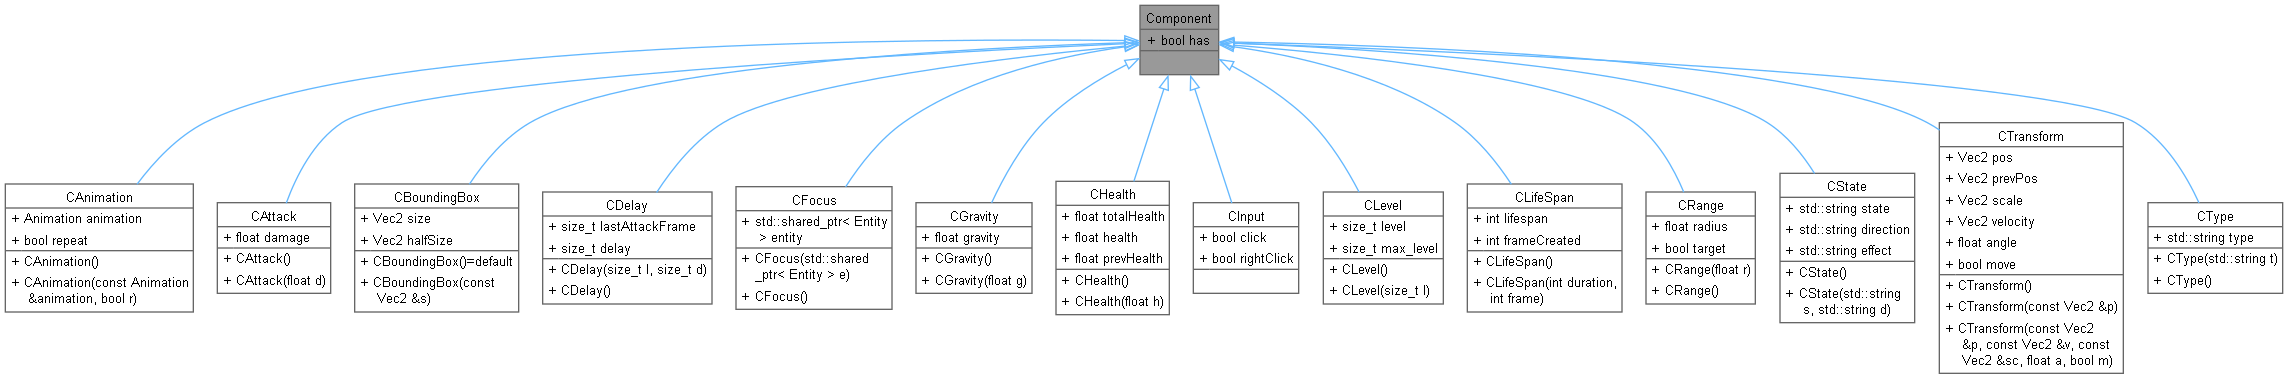 Component
+ bool has
CAnimation
+ Animation animation
+ bool repeat
+ CAnimation()
+ CAnimation(const Animation
&animation, bool r)
CAttack
+ float damage
+ CAttack()
+ CAttack(float d)
CBoundingBox
+ Vec2 size
+ Vec2 halfSize
+ CBoundingBox()=default
+ CBoundingBox(const
Vec2 &s)
CDelay
+ size_t lastAttackFrame
+ size_t delay
+ CDelay(size_t l, size_t d)
+ CDelay()
CFocus
+ std::shared_ptr< Entity
> entity
+ CFocus(std::shared
_ptr< Entity > e)
+ CFocus()
CGravity
+ float gravity
+ CGravity()
+ CGravity(float g)
CHealth
+ float totalHealth
+ float health
+ float prevHealth
+ CHealth()
+ CHealth(float h)
CInput
+ bool click
+ bool rightClick
CLevel
+ size_t level
+ size_t max_level
+ CLevel()
+ CLevel(size_t l)
CLifeSpan
+ int lifespan
+ int frameCreated
+ CLifeSpan()
+ CLifeSpan(int duration,
int frame)
CRange
+ float radius
+ bool target
+ CRange(float r)
+ CRange()
CState
+ std::string state
+ std::string direction
+ std::string effect
+ CState()
+ CState(std::string
s, std::string d)
CTransform
+ Vec2 pos
+ Vec2 prevPos
+ Vec2 scale
+ Vec2 velocity
+ float angle
+ bool move
+ CTransform()
+ CTransform(const Vec2 &p)
+ CTransform(const Vec2
&p, const Vec2 &v, const
Vec2 &sc, float a, bool m)
CType
+ std::string type
+ CType(std::string t)
+ CType()